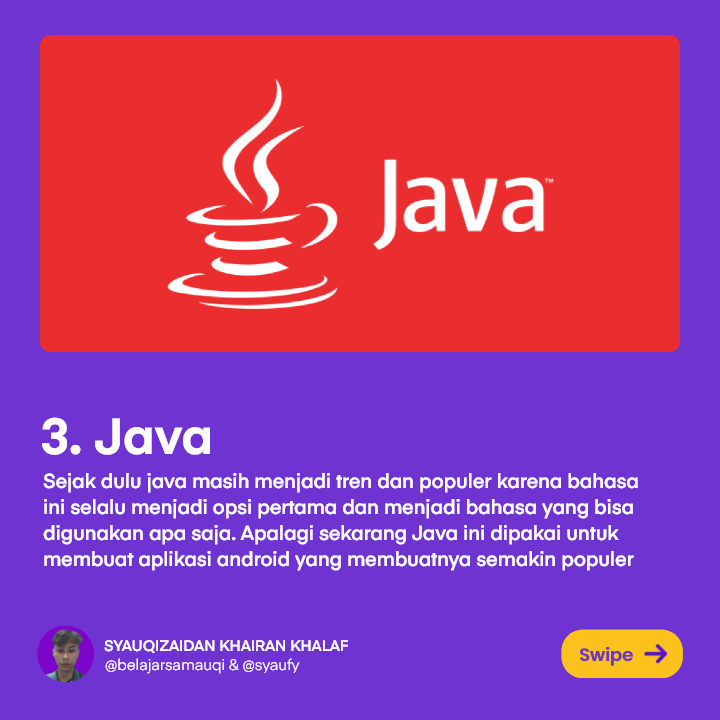 Java™
3. Java
Sejak dulu java masih menjadi tren dan populer karena bahasa
ini selalu menjadi opsi pertama dan menjadi bahasa yang bisa
digunakan apa saja. Apalagi sekarang Java ini dipakai untuk
membuat aplikasi android yang membuatnya semakin populer
SYAUQIZAIDAN KHAIRAN KHALAF
@belajarsamauqi & @syaufy
Swipe →